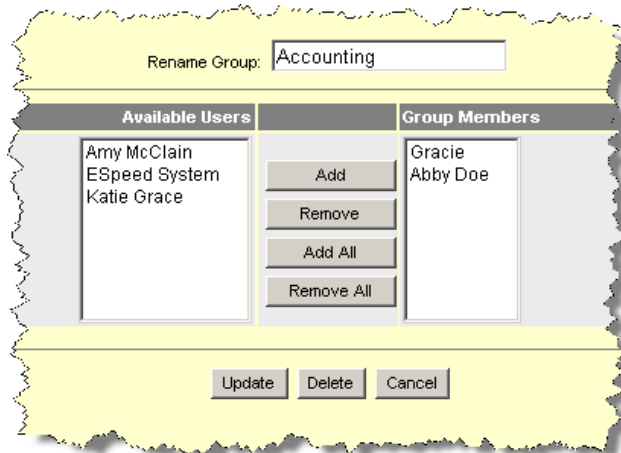 Rename Group: Accounting
Available Users Group Members
Amy McClain
ESpeed System
Katie Grace
Add
Remove
Add All
Remove All
Gracie
Abby Doe
Update Delete Cancel